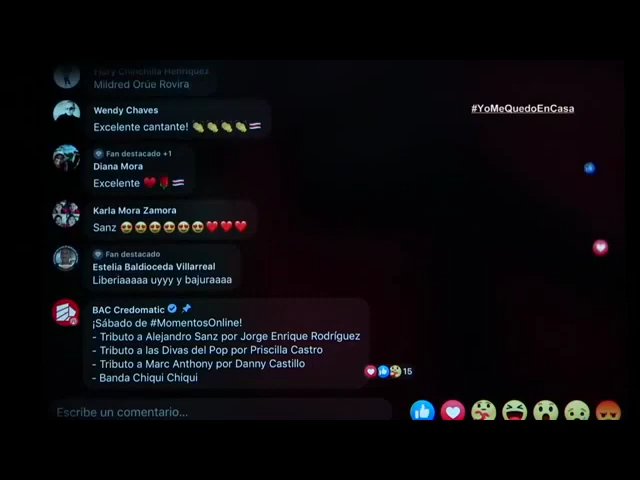 Mildred Orúe Rovira
Wendy Chaves
Excelente cantante!
#YoMeQuedoEnCasa
Fan destacado +1
Diana Mora
Excelente
Karla Mora Zamora
Sanz
Fan destacado
Estelia Baldioceda Villarreal
Liberiaaaaa uyyy y bajuraaaa
BAC Credomatic
¡Sábado de #MomentosOnline!
- Tributo a Alejandro Sanz por Jorge Enrique Rodríguez
- Tributo a las Divas del Pop por Priscilla Castro
- Tributo a Marc Anthony por Danny Castillo
- Banda Chiqui Chiqui
15
Escribe un comentario...